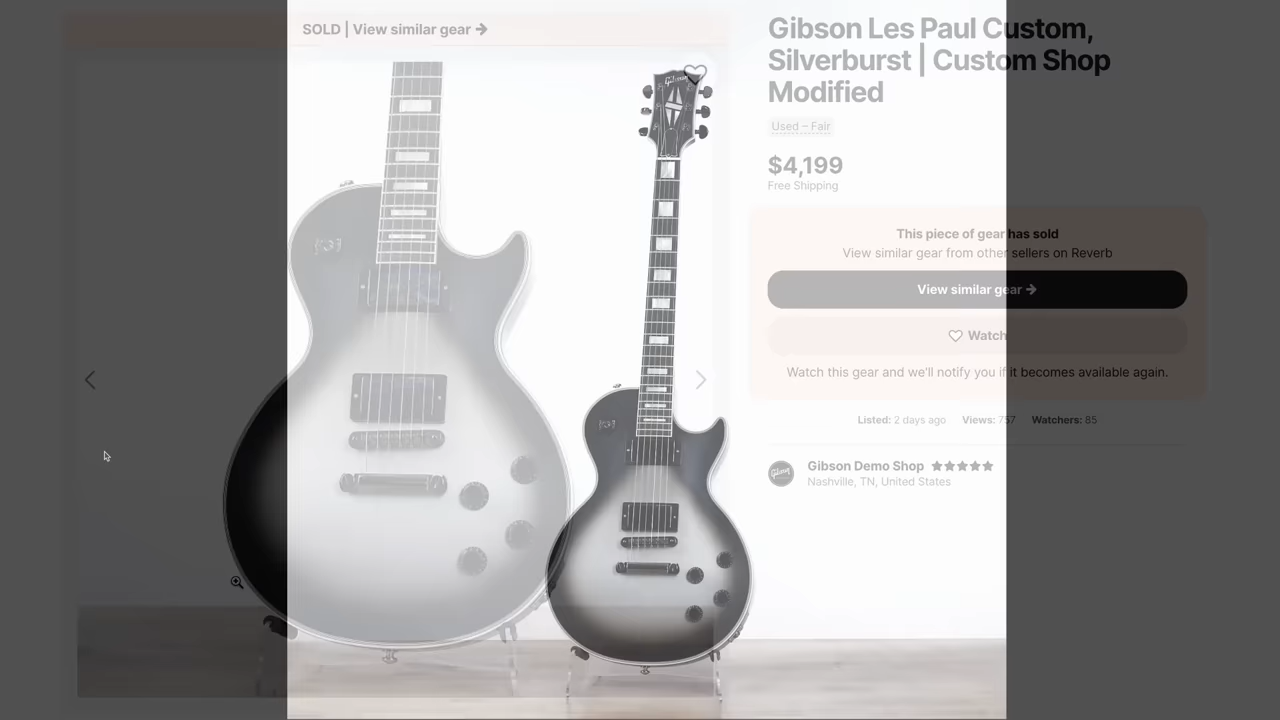 SOLD | View similar gear →
Gibson Les Paul Custom,
Silverburst | Custom Shop
Modified
Used – Fair
$4,199
Free Shipping
This piece of gear has sold
View similar gear from other sellers on Reverb
View similar gear →
Watch
Watch this gear and we'll notify you if it becomes available again.
Listed: 2 days ago Views: 757 Watchers: 85
Gibson Demo Shop ★★★★★
Nashville, TN, United States
Gibson